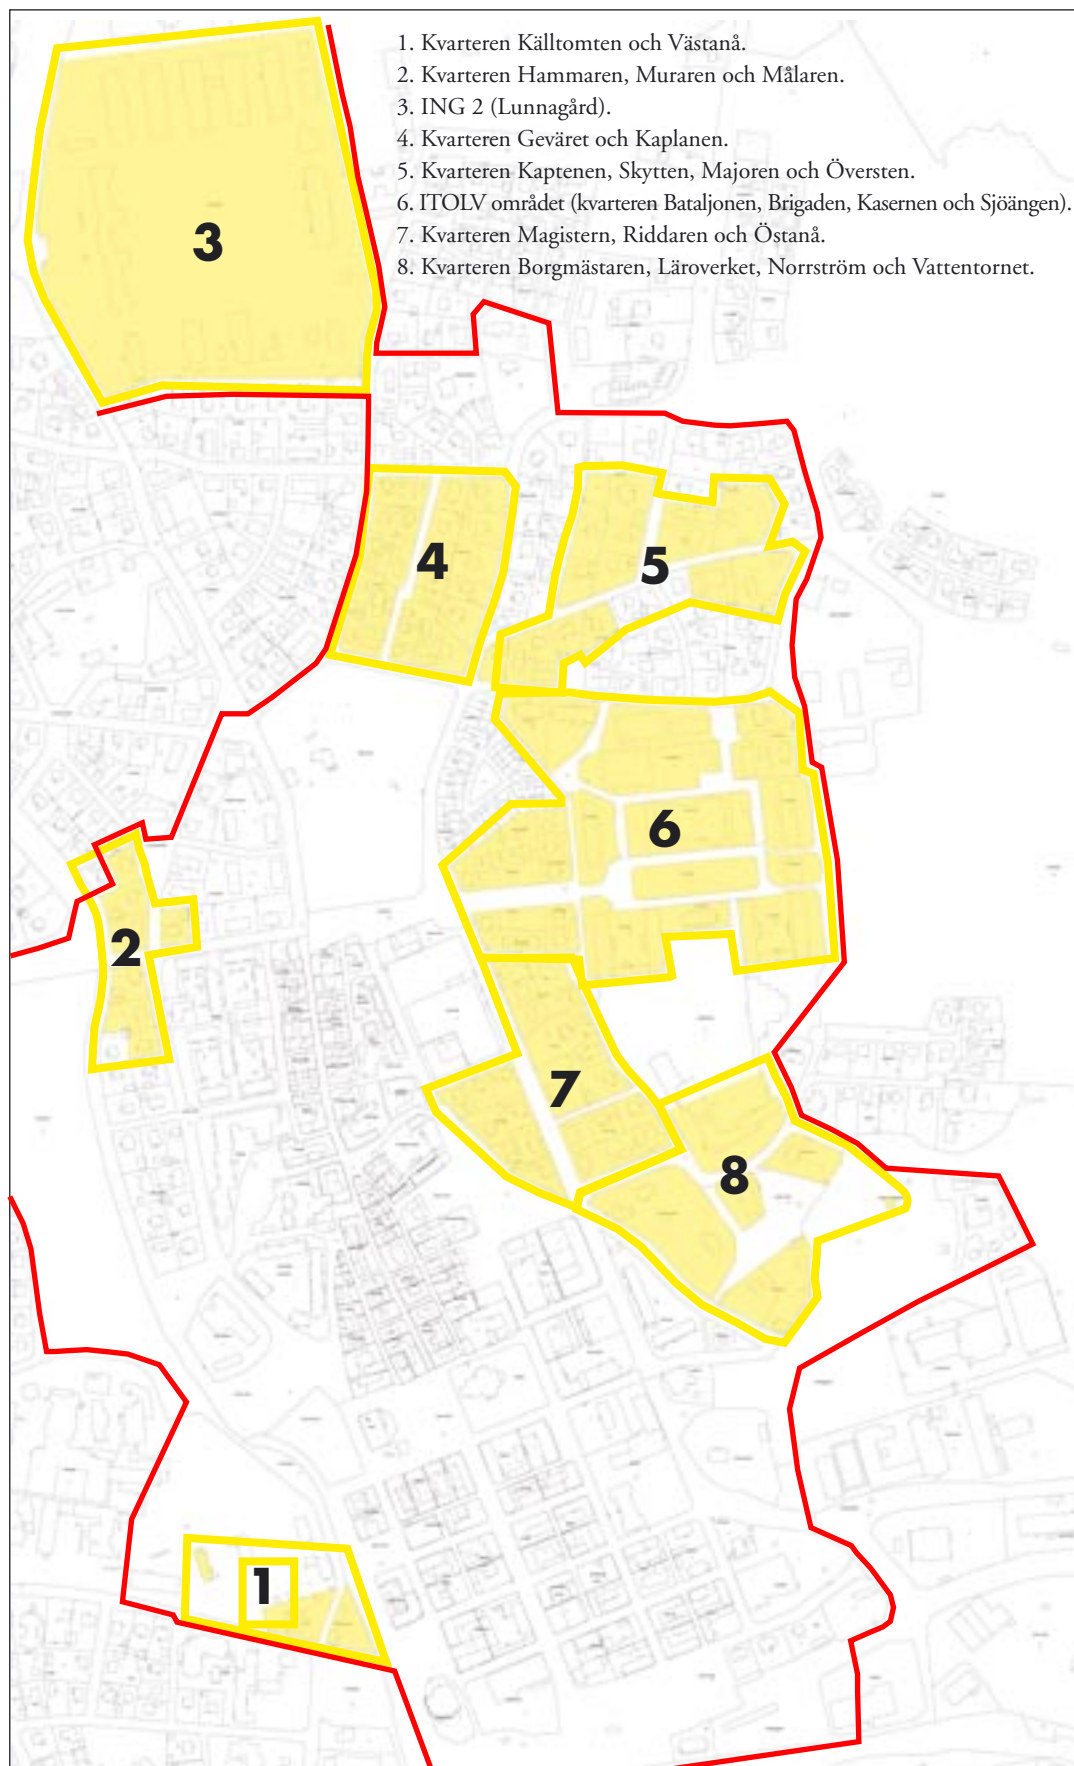 1. Kvarteren Källtomten och Västanå.
2. Kvarteren Hammaren, Muraren och Målaren.
3. ING 2 (Lunnagård).
4. Kvarteren Geväret och Kaplanen.
5. Kvarteren Kaptenen, Skytten, Majoren och Översten.
6. ITOLV området (kvarteren Bataljonen, Brigaden, Kasernen och Sjöängen).
7. Kvarteren Magistern, Riddaren och Östanå.
8. Kvarteren Borgmästaren, Läroverket, Norrström och Vattentornet.
3
4
5
6
2
7
8
1